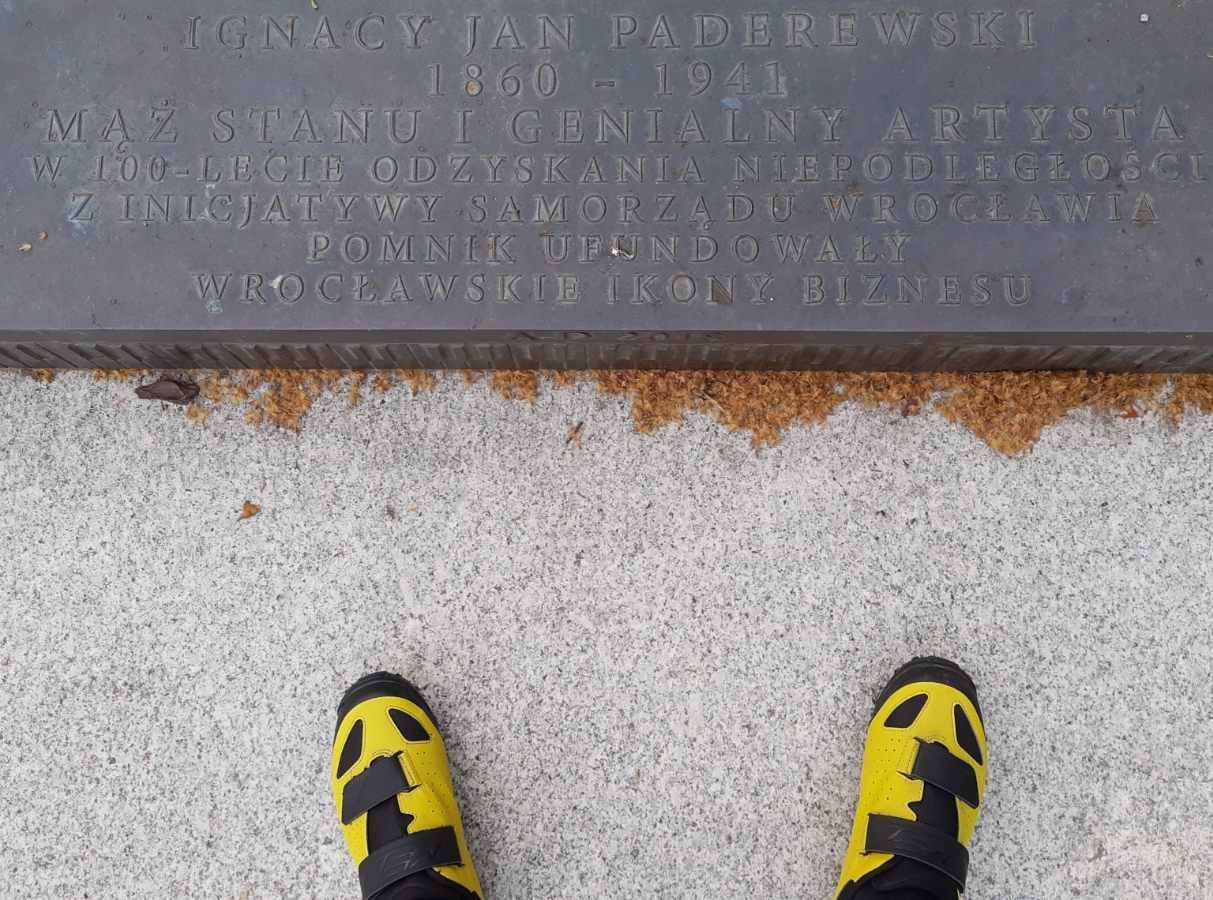 IGNACY JAN PADEREWSKI
1860 – 1941
MĄŻ STANU I GENIALNY ARTYSTA
W 100-LECIE ODZYSKANIA NIEPODLEGŁOŚCI
Z INICJATYWY SAMORZĄDU WROCŁAWIA
POMNIK UFUNDOWAŁY
WROCŁAWSKIE IKONY BIZNESU